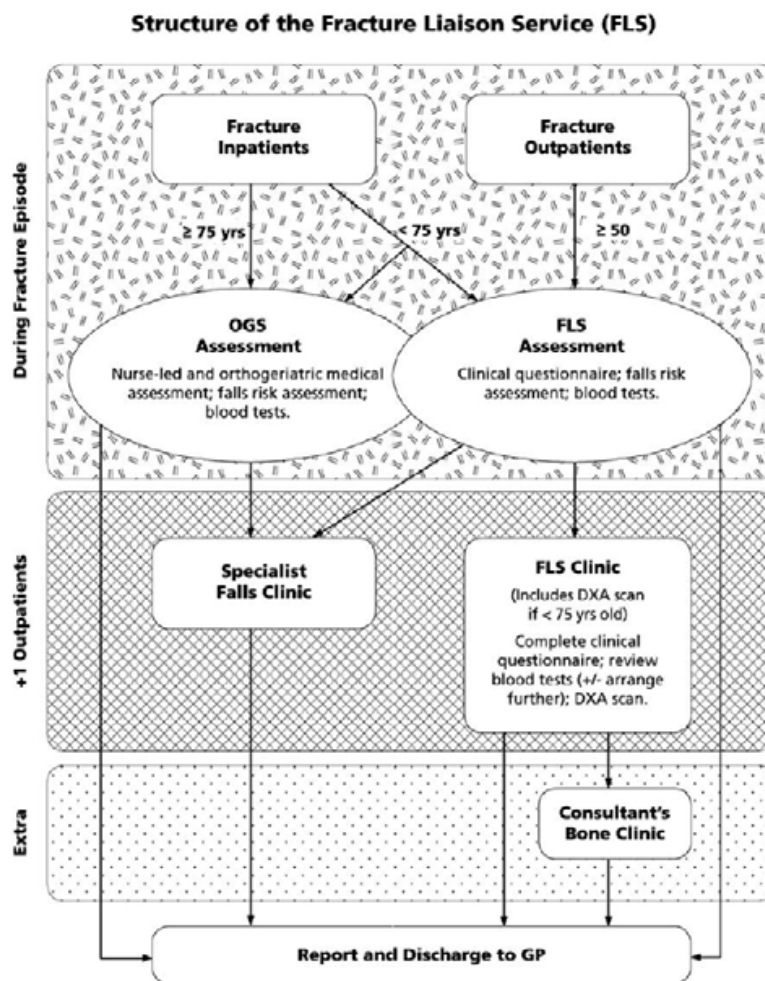 Structure of the Fracture Liaison Service (FLS)
During Fracture Episode
Fracture
Inpatients
Fracture
Outpatients
≥ 75 yrs
< 75 yrs
≥ 50
OGS
Assessment
Nurse-led and orthogeriatric medical
assessment; falls risk assessment;
blood tests.
FLS
Assessment
Clinical questionnaire; falls risk
assessment; blood tests.
+1 Outpatients
Specialist
Falls Clinic
FLS Clinic
(Includes DXA scan
if < 75 yrs old)
Complete clinical
questionnaire; review
blood tests (+/- arrange
further); DXA scan.
Extra
Consultant's
Bone Clinic
Report and Discharge to GP